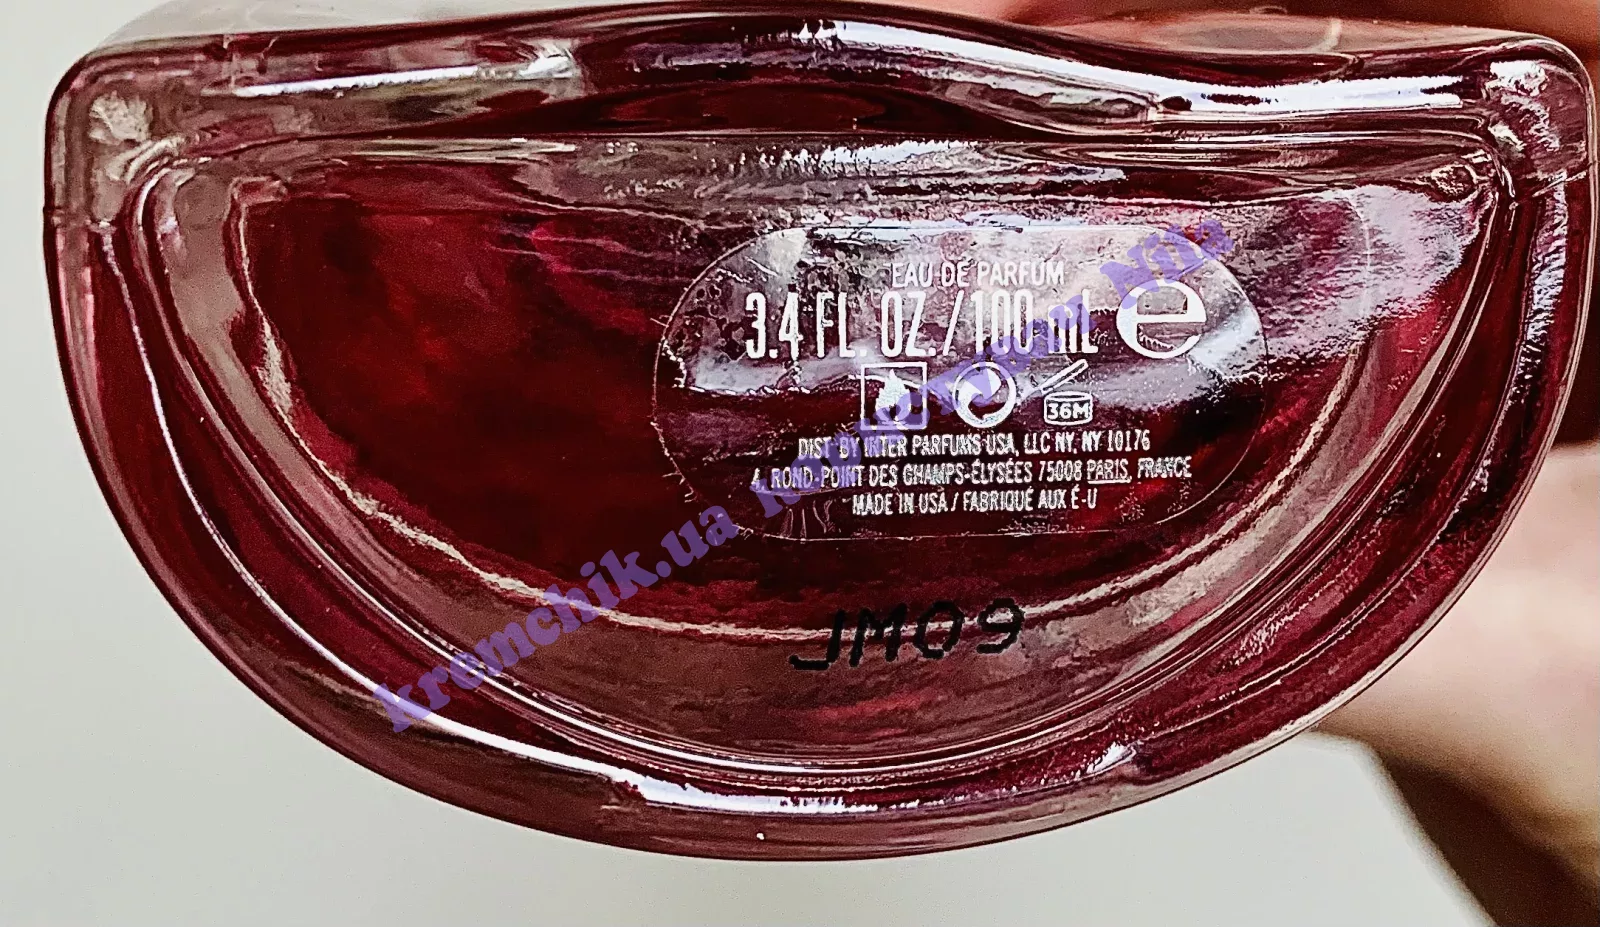 EAU DE PARFUM
3.4 FL. OZ. / 100 mL e
36M
DIST. BY INTER PARFUMS USA, LLC NY, NY 10176
4, ROND-POINT DES CHAMPS-ÉLYSÉES 75008 PARIS, FRANCE
MADE IN USA / FABRIQUÉ AUX É-U
JM09
kremchik.ua